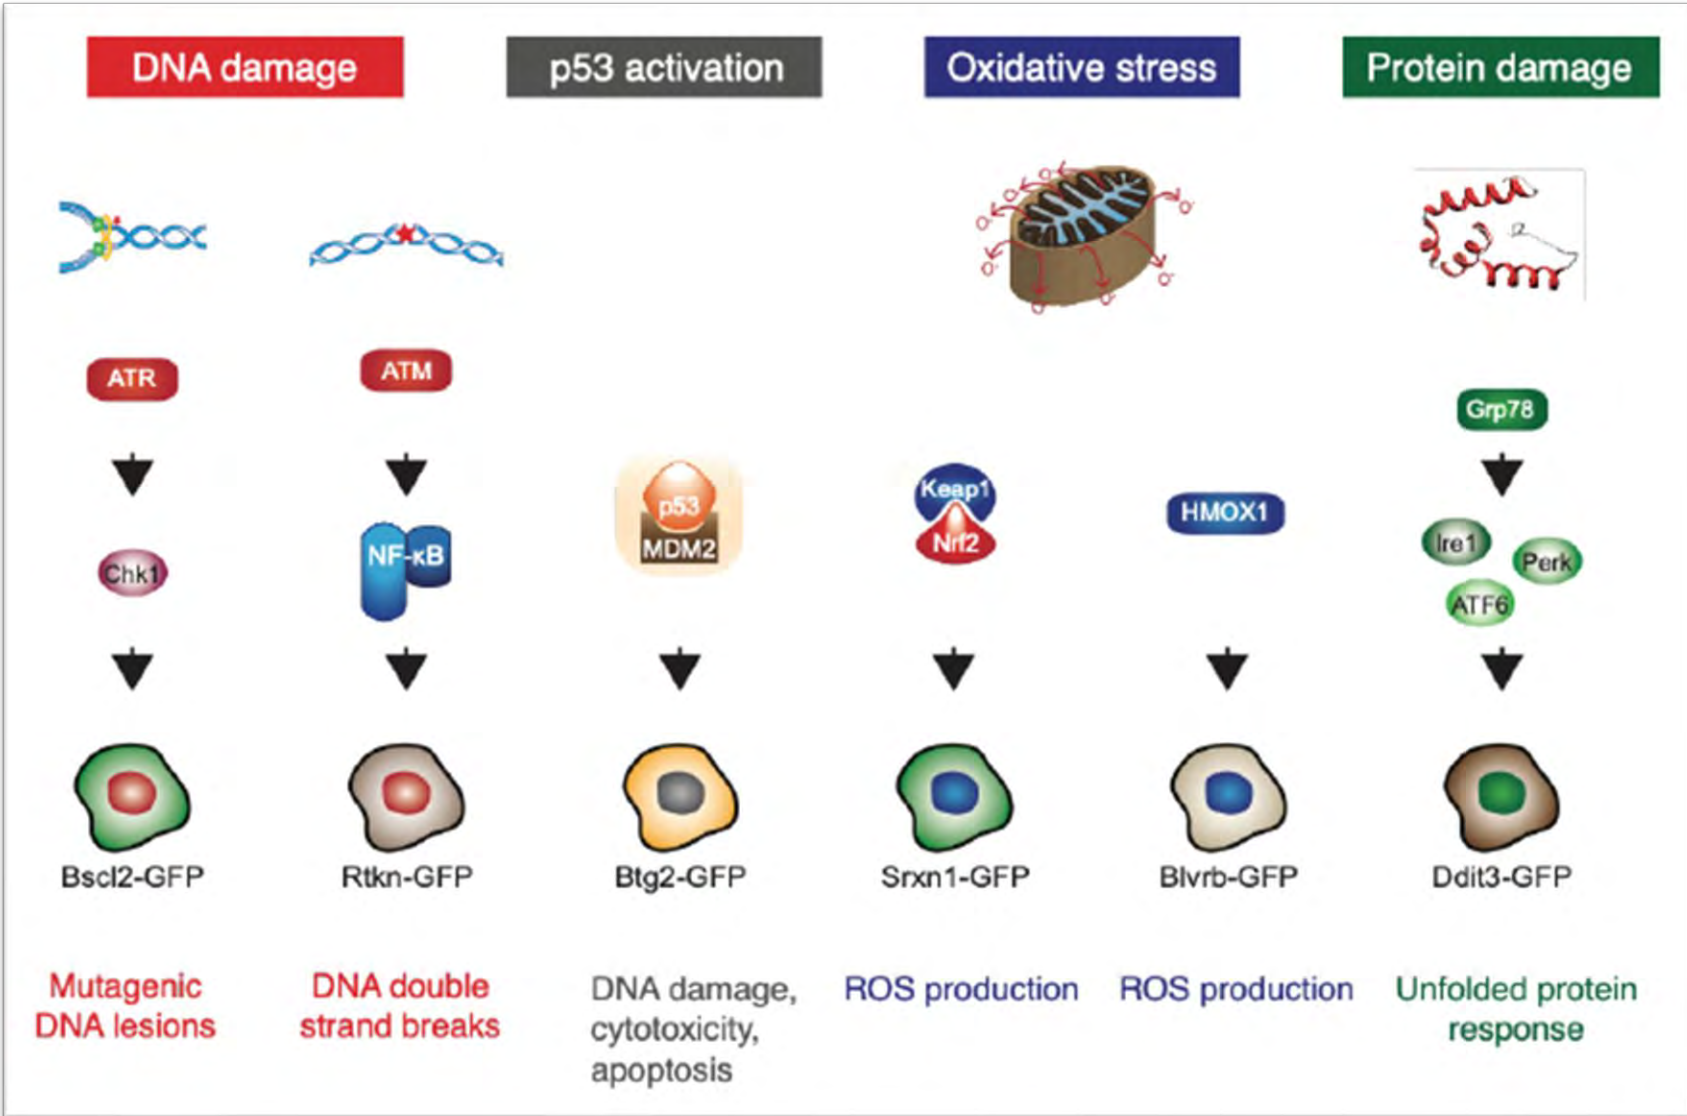 DNA damage
p53 activation
Oxidative stress
Protein damage
ATR
ATM
Grp78
Keap1
Nrf2
HMOX1
p53
MDM2
NF-κB
Chk1
Ire1
Perk
ATF6
Bscl2-GFP
Rtkn-GFP
Btg2-GFP
Srxn1-GFP
Blvrb-GFP
Ddit3-GFP
Mutagenic
DNA lesions
DNA double
strand breaks
DNA damage,
cytotoxicity,
apoptosis
ROS production
ROS production
Unfolded protein
response